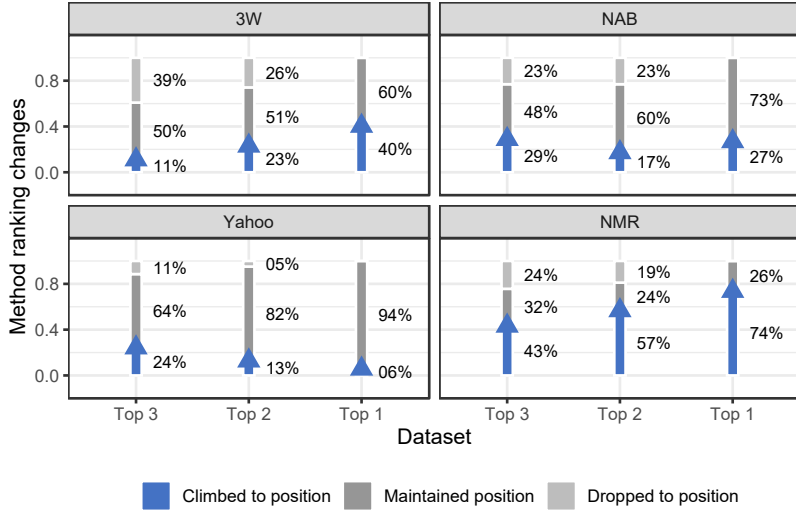 3W
NAB
39% 26% 60% 23% 23% 73%
50% 51% 48% 60%
11% 23% 40% 29% 17% 27%
0.8
0.4
0.0
Yahoo
NMR
11% 05% 94% 24% 19% 26%
64% 82% 32% 24%
24% 13% 06% 43% 57% 74%
0.8
0.4
0.0
Method ranking changes
Top 3 Top 2 Top 1 Top 3 Top 2 Top 1
Dataset
Climbed to position Maintained position Dropped to position